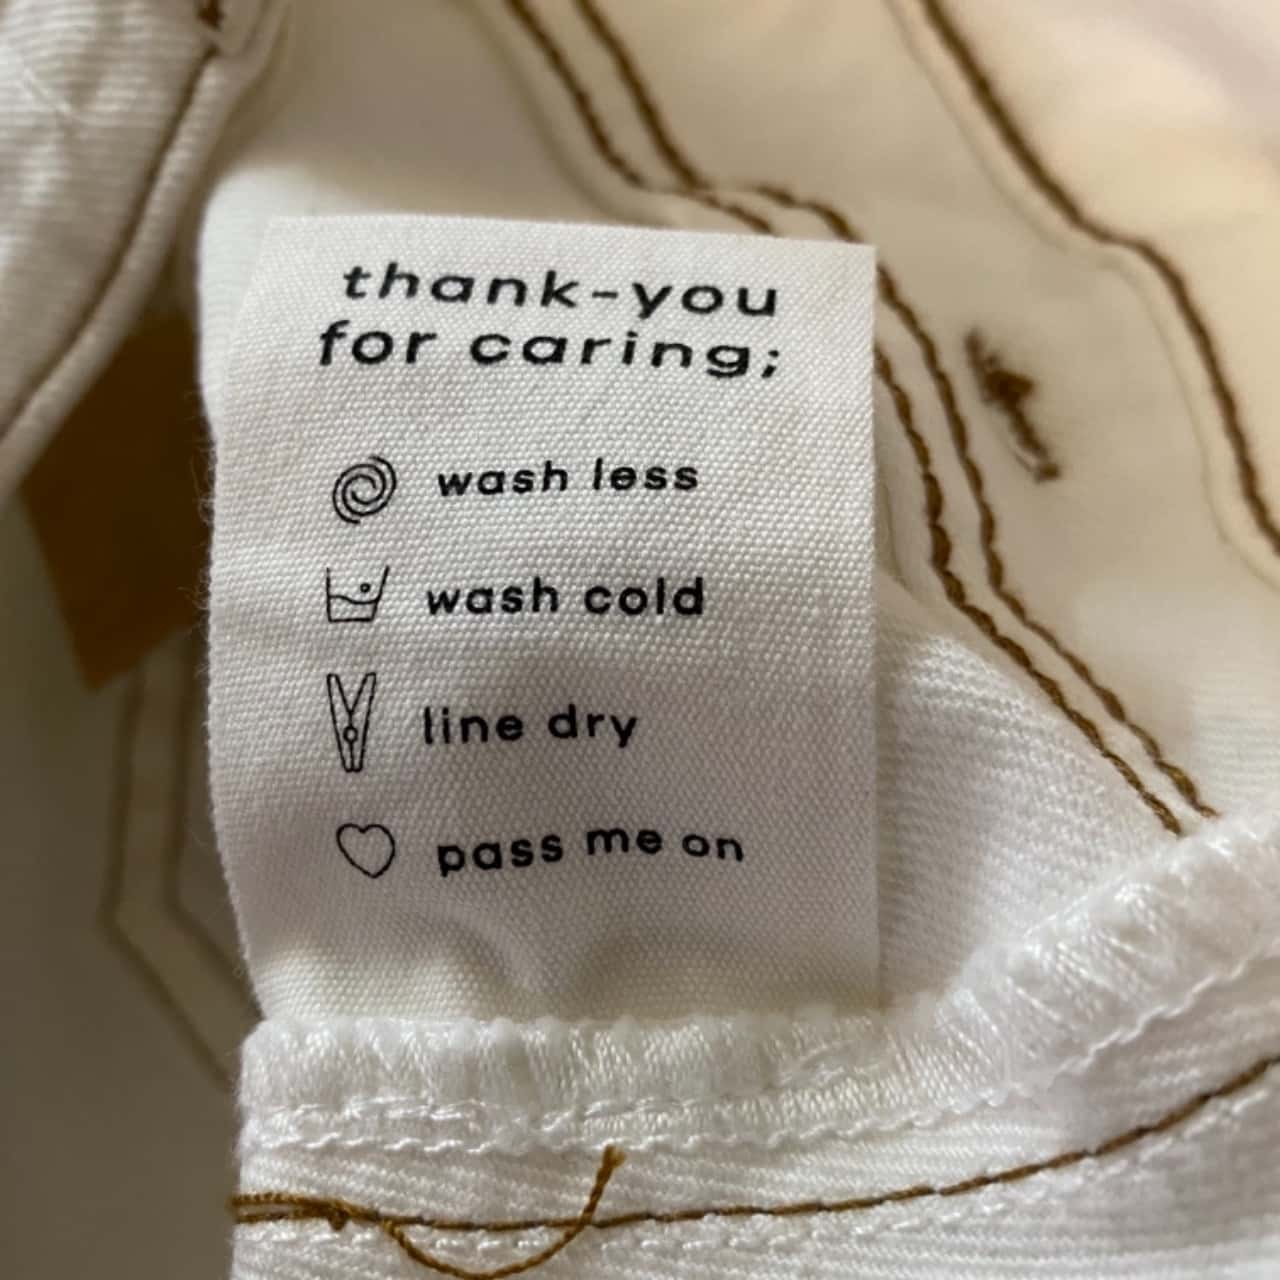 thank-you
for caring;
wash less
wash cold
line dry
pass me on